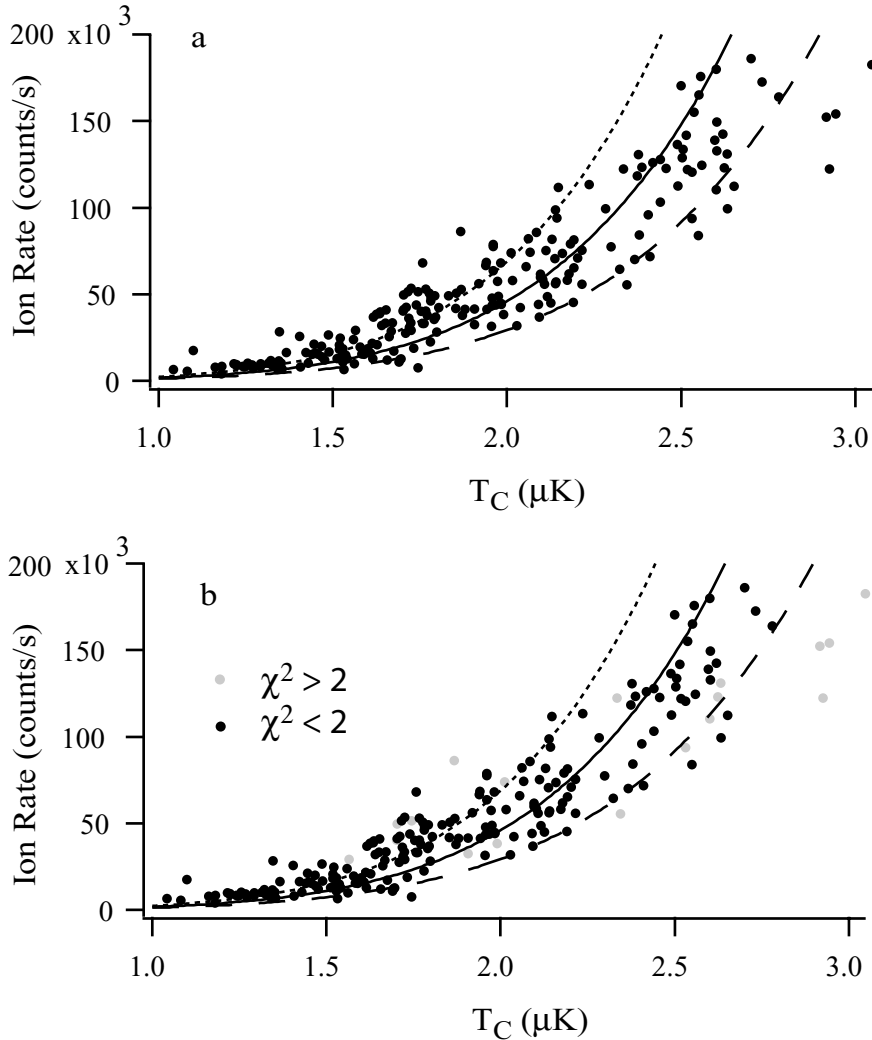 200 x10³
a
150
100
50
0
Ion Rate (counts/s)
1.0 1.5 2.0 2.5 3.0
T_C (μK)
200 x10³
b
150
χ² > 2
χ² < 2
100
50
0
Ion Rate (counts/s)
1.0 1.5 2.0 2.5 3.0
T_C (μK)